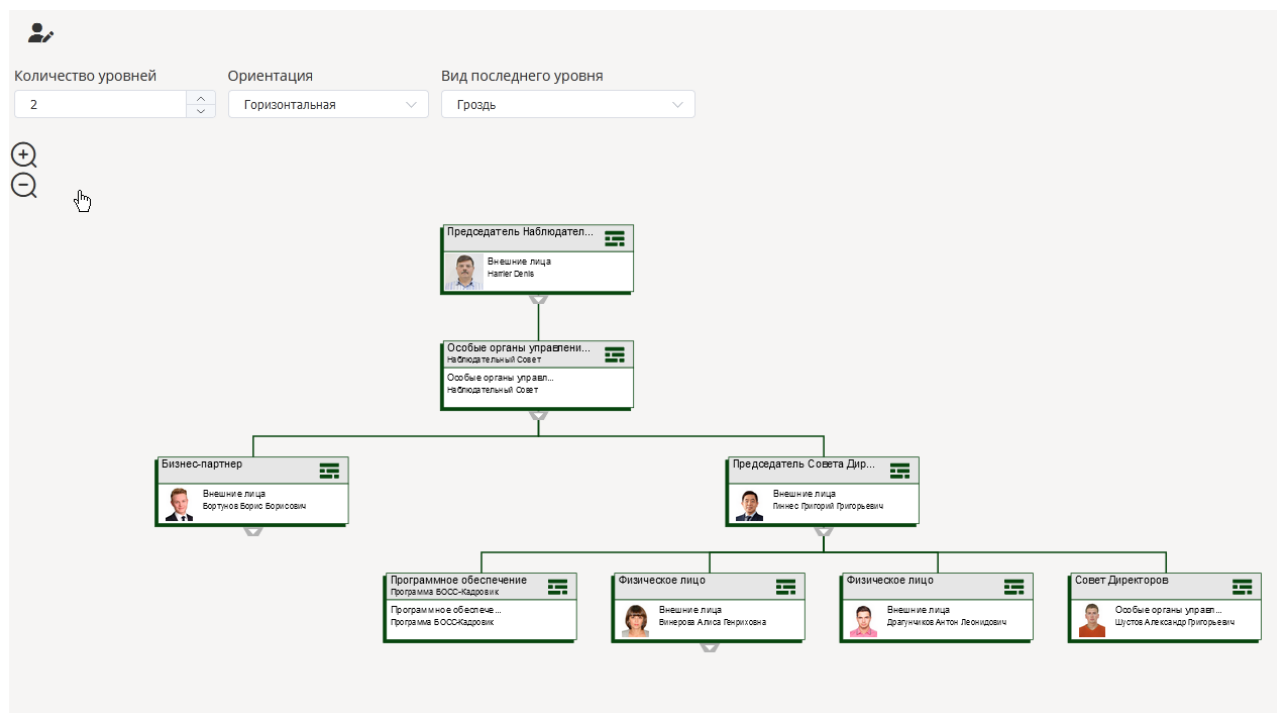 Количество уровней
Ориентация
Вид последнего уровня
2
Горизонтальная
Гроздь
Председатель Наблюдател...
Внешние лица
Harrier Denis
Особые органы управлени...
Наблюдательный Совет
Особые органы управл...
Наблюдательный Совет
Бизнес-партнер
Внешние лица
Бортунов Борис Борисович
Председатель Совета Дир...
Внешние лица
Гиннес Григорий Григорьевич
Программное обеспечение
Программа БОСС-Кадровик
Программное обеспече...
Программа БОСС-Кадровик
Физическое лицо
Внешние лица
Винерова Алиса Генриховна
Физическое лицо
Внешние лица
Драгунчиков Антон Леонидович
Совет Директоров
Особые органы управл...
Шустов Александр Григорьевич